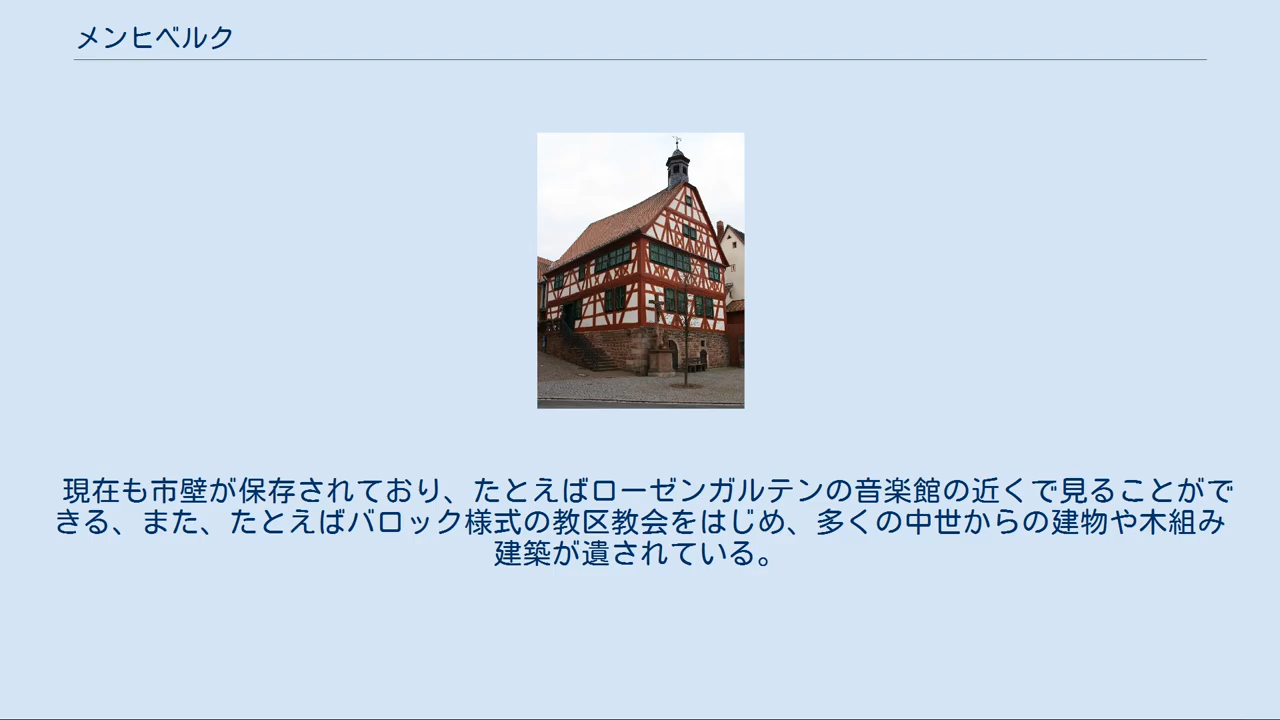 メンヒベルク
現在も市壁が保存されており、たとえばローゼンガルテンの音楽館の近くで見ることがで
きる、また、たとえばバロック様式の教区教会をはじめ、多くの中世からの建物や木組み
建築が遺されている。